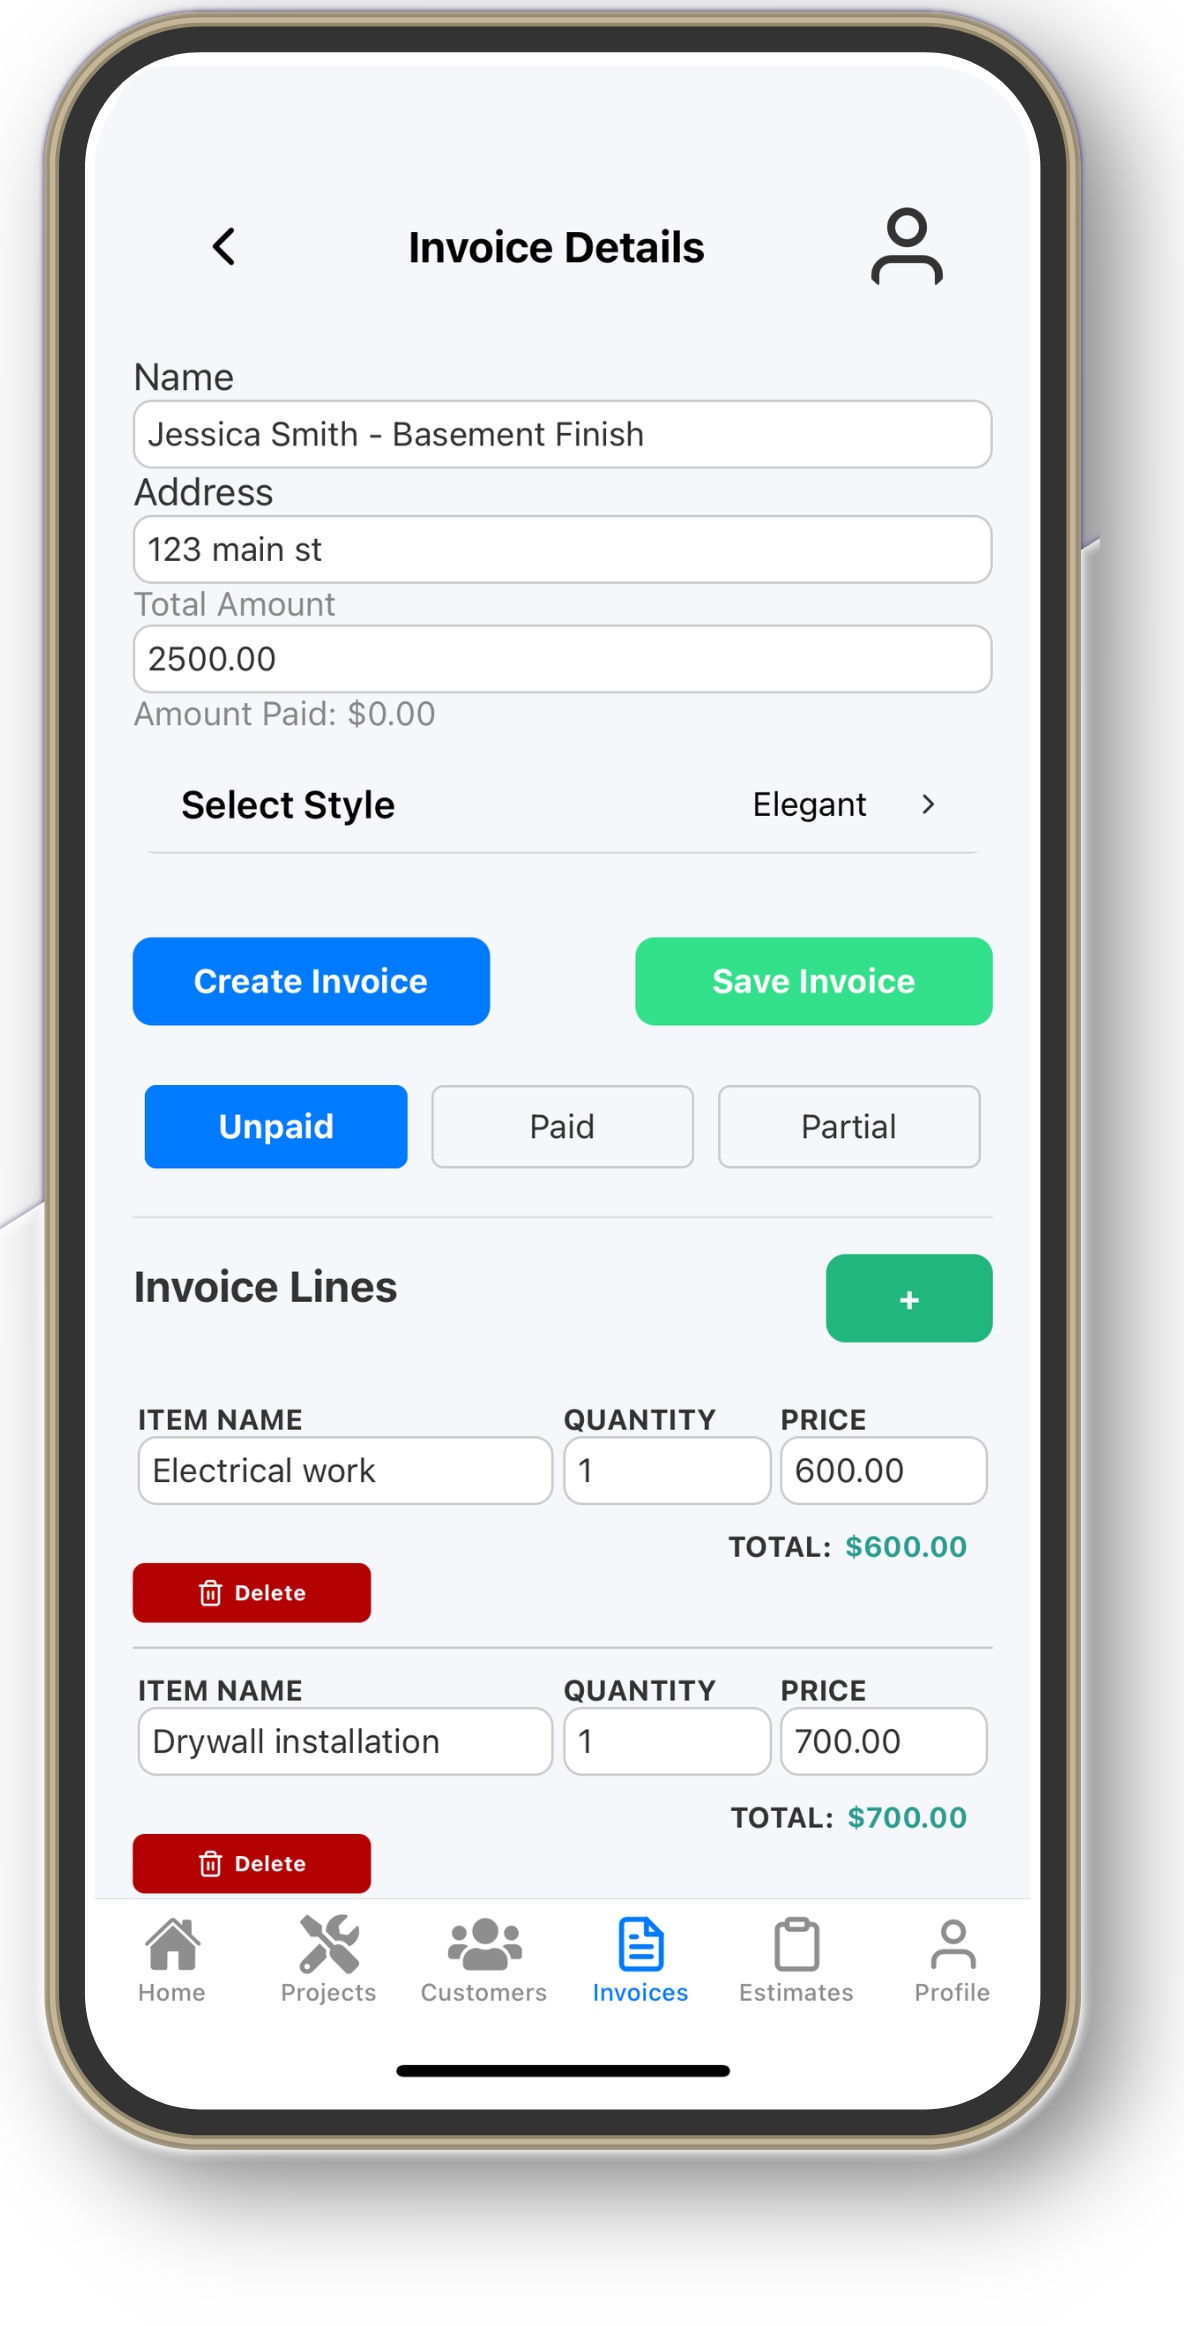 Invoice Details
Name
Jessica Smith - Basement Finish
Address
123 main st
Total Amount
2500.00
Amount Paid: $0.00
Select Style Elegant
Create Invoice Save Invoice
Unpaid Paid Partial
Invoice Lines +
ITEM NAME QUANTITY PRICE
Electrical work 1 600.00
TOTAL: $600.00
Delete
ITEM NAME QUANTITY PRICE
Drywall installation 1 700.00
TOTAL: $700.00
Delete
Home Projects Customers Invoices Estimates Profile